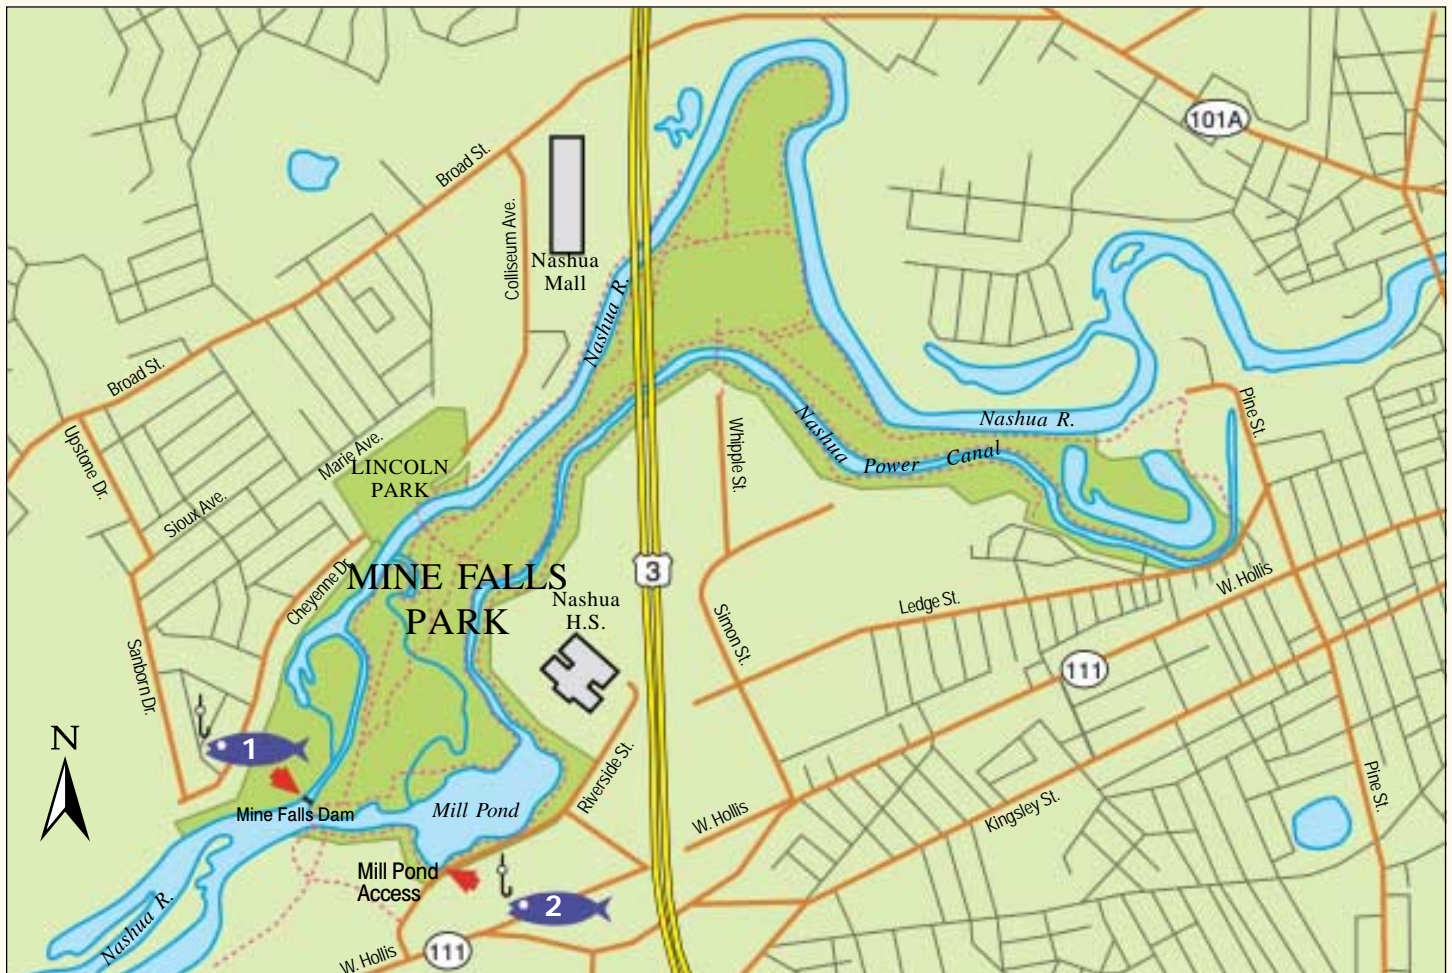 101A
Broad St.
Colliseum Ave.
Nashua
Mall
Nashua R.
Broad St.
Upstone Dr.
Marie Ave.
LINCOLN
PARK
Sioux Ave.
Whipple St.
Nashua
Power
Canal
Nashua R.
Pine St.
Cheyenne Dr.
MINE FALLS
PARK
3
Nashua
H.S.
Simon St.
Ledge St.
W. Hollis
111
Sanborn Dr.
N
1
Mine Falls Dam
Mill Pond
Riverside St.
W. Hollis
Kingsley St.
Pine St.
Mill Pond
Access
2
Nashua R.
W. Hollis
111